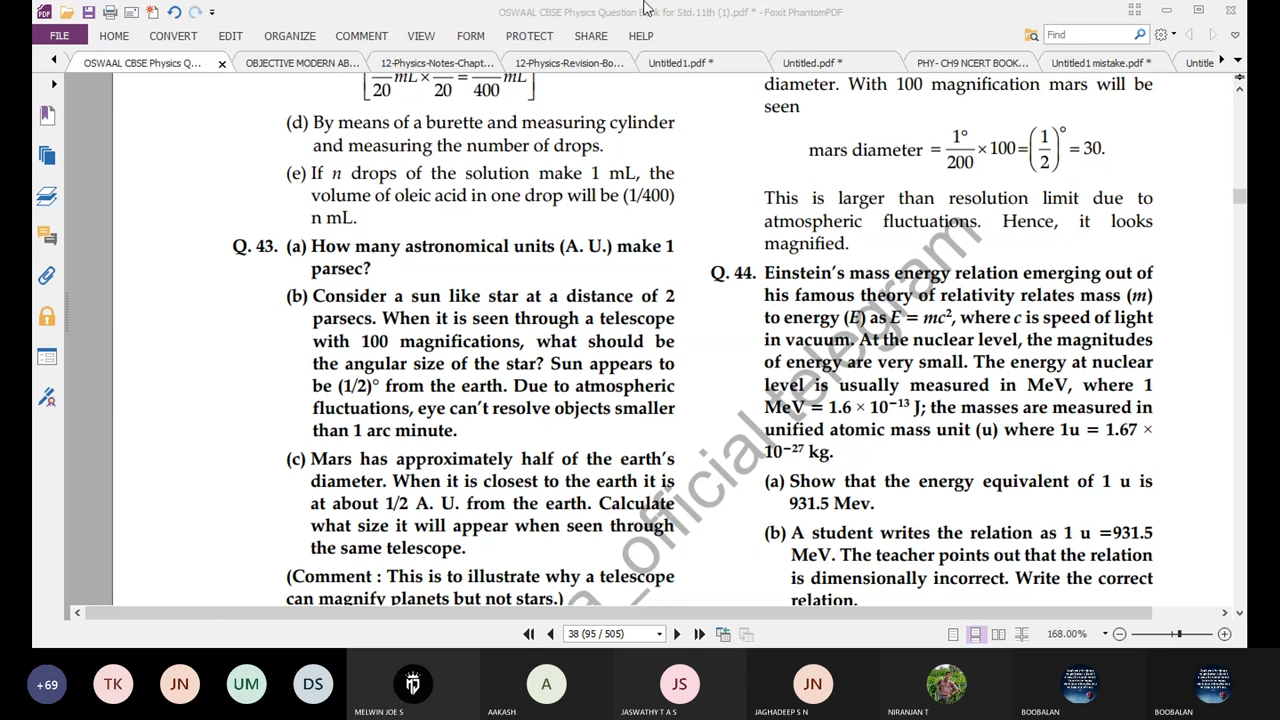 OSWAAL CBSE Physics Question Book for Std.11th (1).pdf * - Foxit PhantomPDF
FILE HOME CONVERT EDIT ORGANIZE COMMENT VIEW FORM PROTECT SHARE HELP Find
OSWAAL CBSE Physics Q... x OBJECTIVE MODERN AB... 12-Physics-Notes-Chapt... 12-Physics-Revision-Bo... Untitled1.pdf * Untitled.pdf * PHY- CH9 NCERT BOOK... Untitled1 mistake.pdf * Untitle
[ 20 mL × 20 = 400 mL ]
(d) By means of a burette and measuring cylinder
and measuring the number of drops.
(e) If n drops of the solution make 1 mL, the
volume of oleic acid in one drop will be (1/400)
n mL.
Q. 43. (a) How many astronomical units (A. U.) make 1
parsec?
(b) Consider a sun like star at a distance of 2
parsecs. When it is seen through a telescope
with 100 magnifications, what should be
the angular size of the star? Sun appears to
be (1/2)° from the earth. Due to atmospheric
fluctuations, eye can't resolve objects smaller
than 1 arc minute.
(c) Mars has approximately half of the earth's
diameter. When it is closest to the earth it is
at about 1/2 A. U. from the earth. Calculate
what size it will appear when seen through
the same telescope.
(Comment : This is to illustrate why a telescope
can magnify planets but not stars.)
diameter. With 100 magnification mars will be
seen
mars diameter = 1°/200 × 100 = (1/2)° = 30.
This is larger than resolution limit due to
atmospheric fluctuations. Hence, it looks
magnified.
Q. 44. Einstein's mass energy relation emerging out of
his famous theory of relativity relates mass (m)
to energy (E) as E = mc², where c is speed of light
in vacuum. At the nuclear level, the magnitudes
of energy are very small. The energy at nuclear
level is usually measured in MeV, where 1
MeV = 1.6 × 10⁻¹³ J; the masses are measured in
unified atomic mass unit (u) where 1u = 1.67 ×
10⁻²⁷ kg.
(a) Show that the energy equivalent of 1 u is
931.5 Mev.
(b) A student writes the relation as 1 u =931.5
MeV. The teacher points out that the relation
is dimensionally incorrect. Write the correct
relation.
a_official telegram
38 (95 / 505) 168.00%
+69 TK JN UM DS A JS JN
MELWIN JOE S AAKASH JASWATHY T A S JAGHADEEP S N NIRANJAN T BOOBALAN BOOBALAN